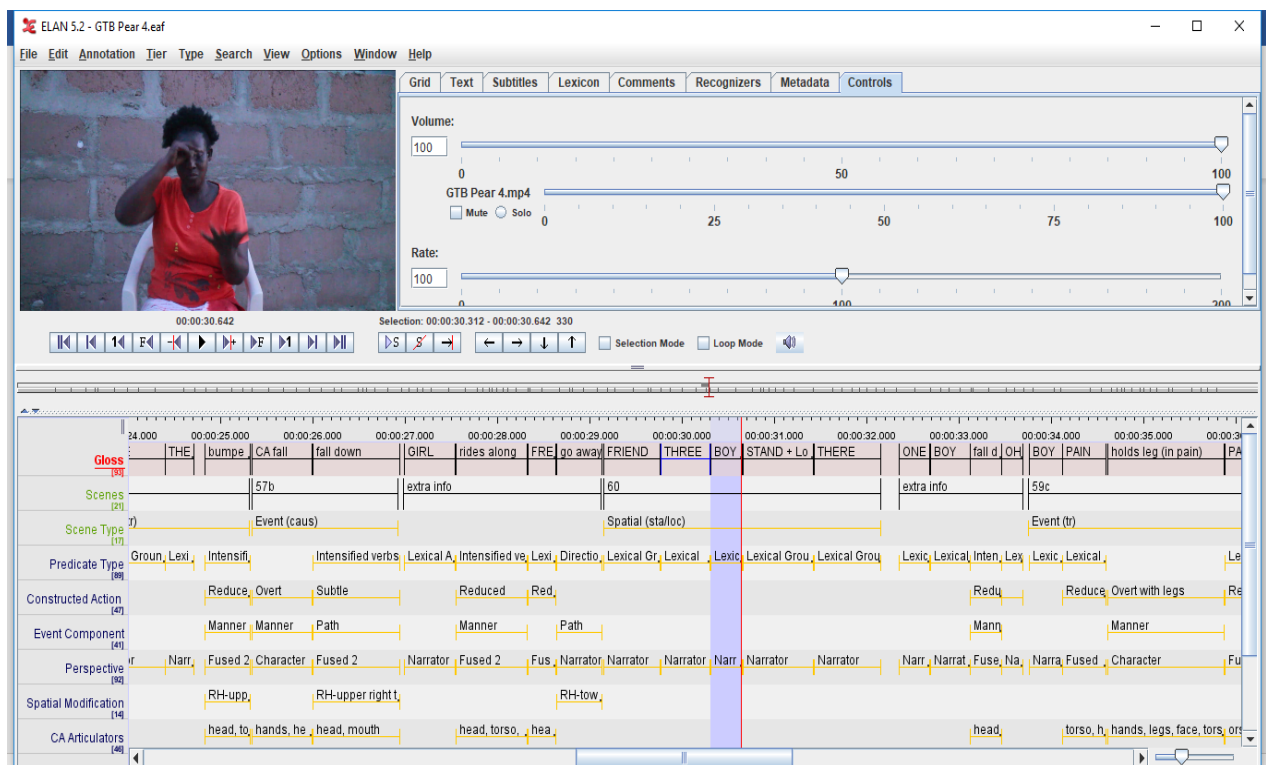 ELAN 5.2 - GTB Pear 4.eaf
File Edit Annotation Tier Type Search View Options Window Help
Grid Text Subtitles Lexicon Comments Recognizers Metadata Controls
Volume:
100
0 50 100
GTB Pear 4.mp4
Mute Solo
0 25 50 75 100
Rate:
100
0 100 200
00:00:30.642 Selection: 00:00:30.312 - 00:00:30.642 330
S S Selection Mode Loop Mode
24.000 00:00:25.000 00:00:26.000 00:00:27.000 00:00:28.000 00:00:29.000 00:00:30.000 00:00:31.000 00:00:32.000 00:00:33.000 00:00:34.000 00:00:35.000 00:00:3
Gloss [93] THE bumpe CA fall fall down GIRL rides along FRE go away FRIEND THREE BOY STAND + Lo THERE ONE BOY fall d OH BOY PAIN holds leg (in pain) PA
Scenes [21] 57b extra info 60 extra info 59c
Scene Type [17] r) Event (caus) Spatial (sta/loc) Event (tr)
Predicate Type [89] Groun Lexi Intensifi Intensified verbs Lexical A Intensified ve Lexi Directio Lexical Gr Lexical Lexic Lexical Grou Lexical Grou Lexic Lexical Inten Lex Lexic Lexical Le
Constructed Action [47] Reduce Overt Subtle Reduced Red Redu Reduce Overt with legs Re
Event Component [41] Manner Manner Path Manner Path Mann Manner
Perspective [92] r Narr Fused 2 Character Fused 2 Narrator Fused 2 Fus Narrator Narrator Narrator Narr Narrator Narrator Narr Narrat Fuse Na Narra Fused Character Fu
Spatial Modification [14] RH-upp RH-upper right t RH-tow
CA Articulators [46] head, to hands, he head, mouth head, torso, hea head, torso, h hands, legs, face, tors or